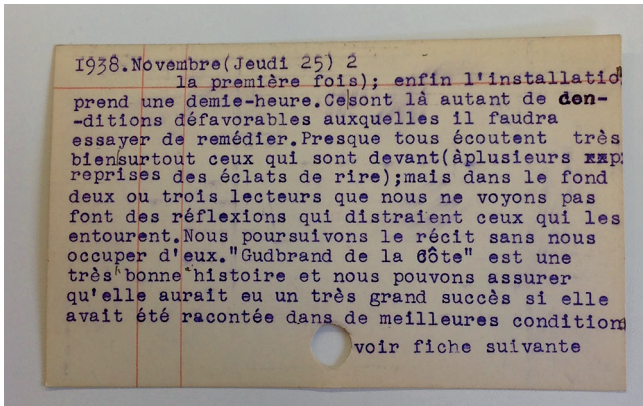 1938.Novembre(Jeudi 25) 2
la première fois); enfin l'installatio
prend une demie-heure.Cesont là autant de con-
-ditions défavorables auxquelles il faudra
essayer de remédier.Presque tous écoutent très
biensurtout ceux qui sont devant(àplusieurs
reprises des éclats de rire);mais dans le fond
deux ou trois lecteurs que nous ne voyons pas
font des réflexions qui distraient ceux qui les
entourent.Nous poursuivons le récit sans nous
occuper d'eux."Gudbrand de la Côte" est une
très bonne histoire et nous pouvons assurer
qu'elle aurait eu un très grand succès si elle
avait été racontée dans de meilleures condition
voir fiche suivante